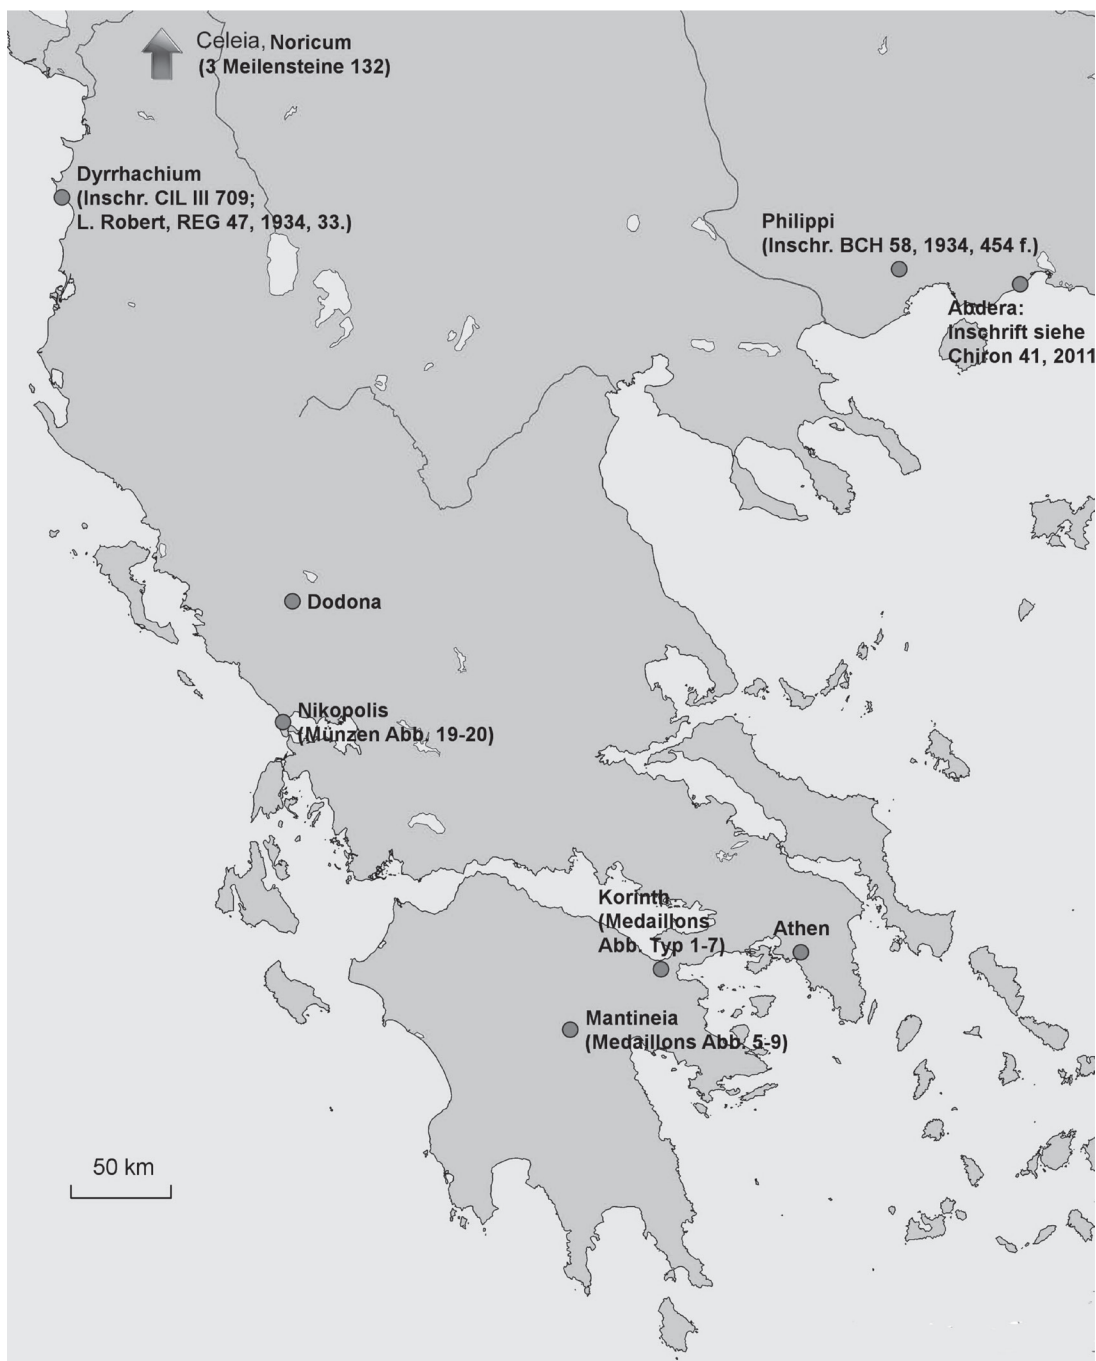 Celeia, Noricum
(3 Meilensteine 132)
Dyrrhachium
(Inschr. CIL III 709;
L. Robert, REG 47, 1934, 33.)
Philippi
(Inschr. BCH 58, 1934, 454 f.)
Abdera:
Inschrift siehe
Chiron 41, 2011
Dodona
Nikopolis
(Münzen Abb. 19-20)
Korinth
(Medaillons
Abb. Typ 1-7)
Athen
Mantineia
(Medaillons Abb. 5-9)
50 km